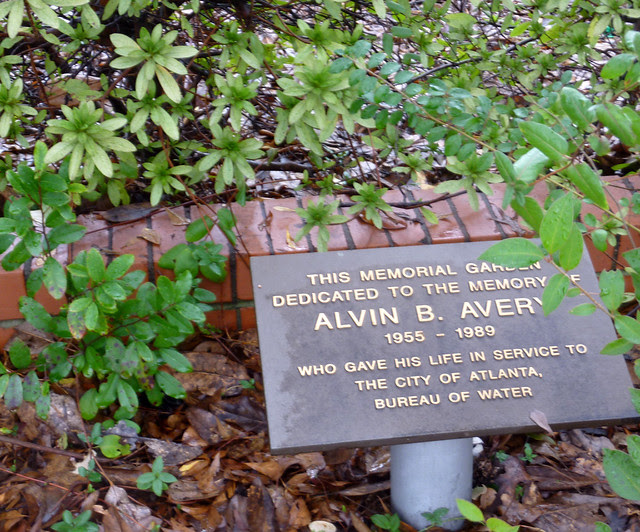 THIS MEMORIAL GARDEN
DEDICATED TO THE MEMORY OF
ALVIN B. AVERY
1955 - 1989
WHO GAVE HIS LIFE IN SERVICE TO
THE CITY OF ATLANTA,
BUREAU OF WATER